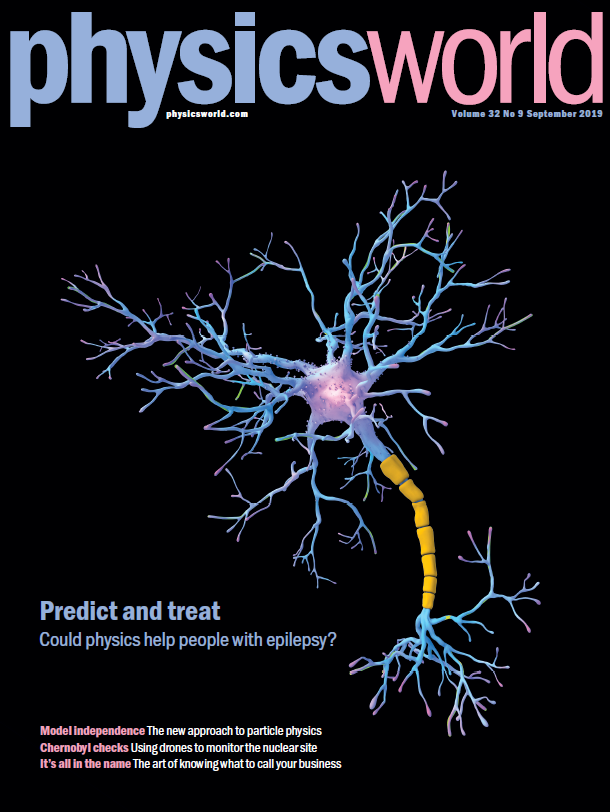 physicsworld
physicsworld.com
Volume 32 No 9 September 2019
Predict and treat
Could physics help people with epilepsy?
Model independence The new approach to particle physics
Chernobyl checks Using drones to monitor the nuclear site
It's all in the name The art of knowing what to call your business